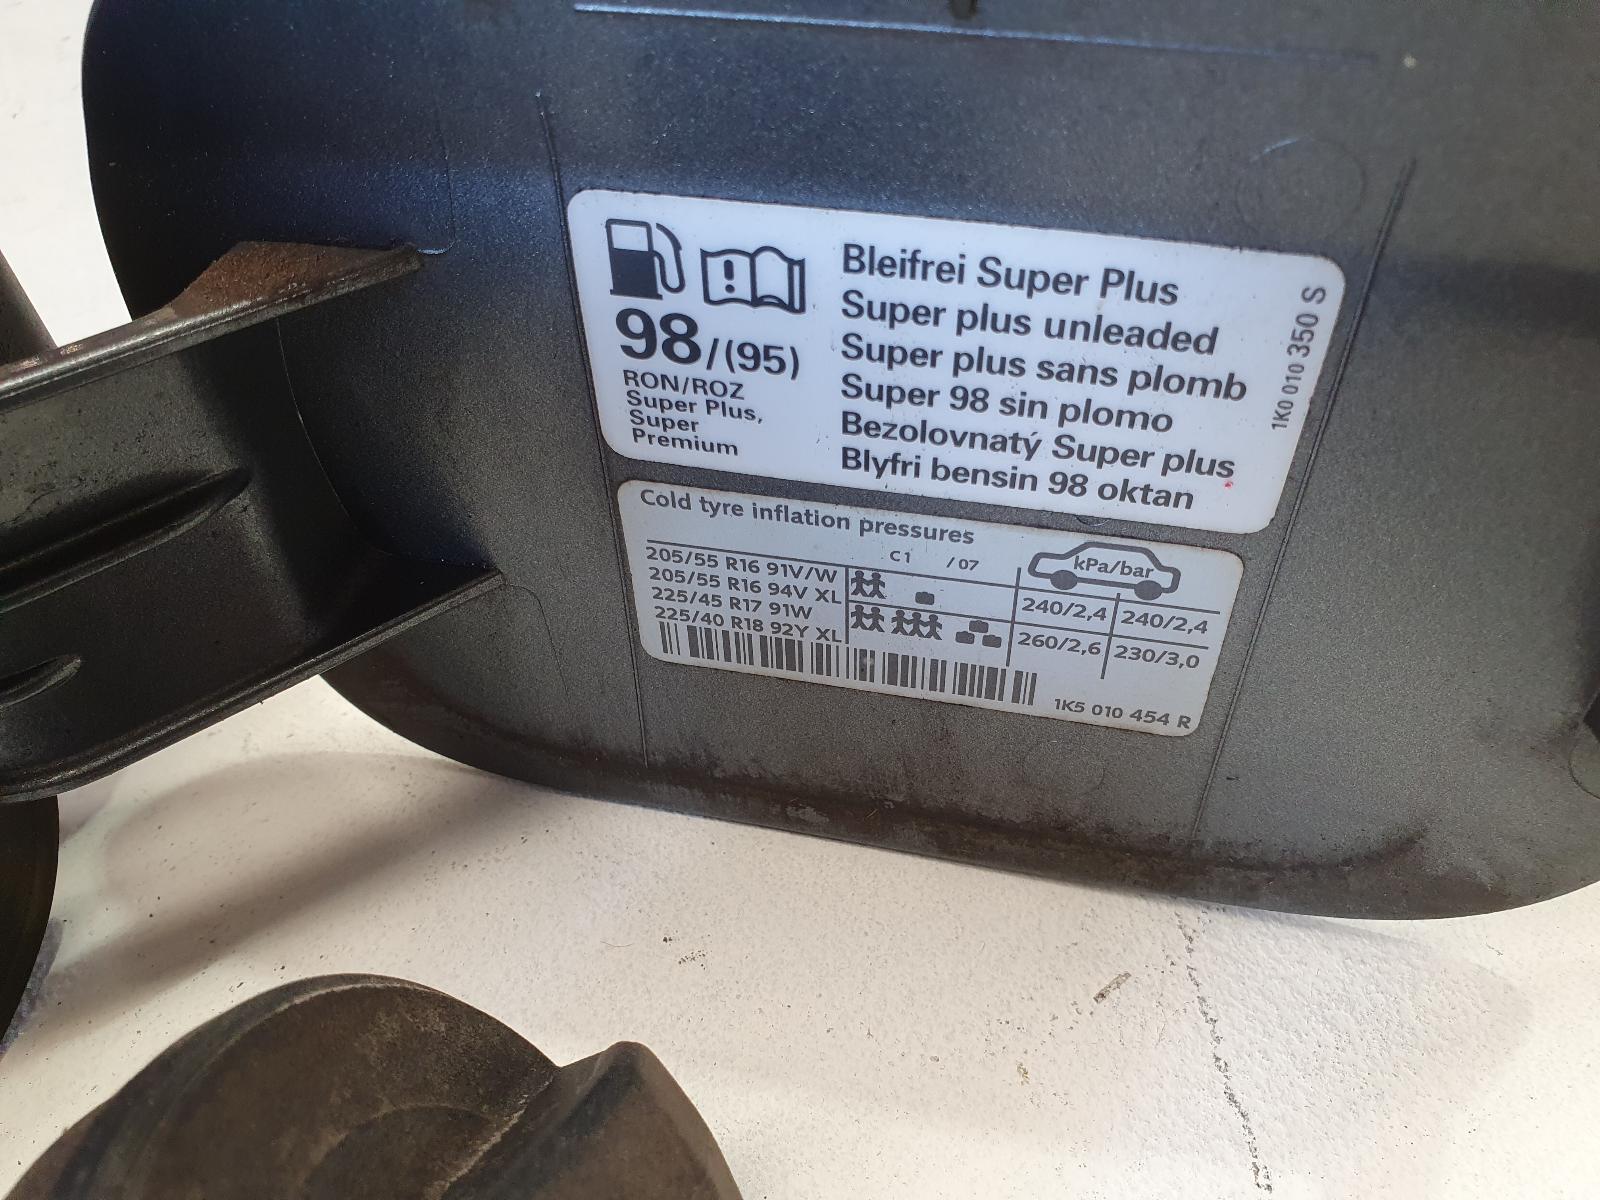 98/(95)
RON/ROZ
Super Plus,
Super
Premium
Bleifrei Super Plus
Super plus unleaded
Super plus sans plomb
Super 98 sin plomo
Bezolovnatý Super plus
Blyfri bensin 98 oktan
1K0 010 350 S
Cold tyre inflation pressures
C1 /07
kPa/bar
205/55 R16 91V/W
205/55 R16 94V XL
225/45 R17 91W
225/40 R18 92Y XL
240/2,4 240/2,4
260/2,6 230/3,0
1K5 010 454 R